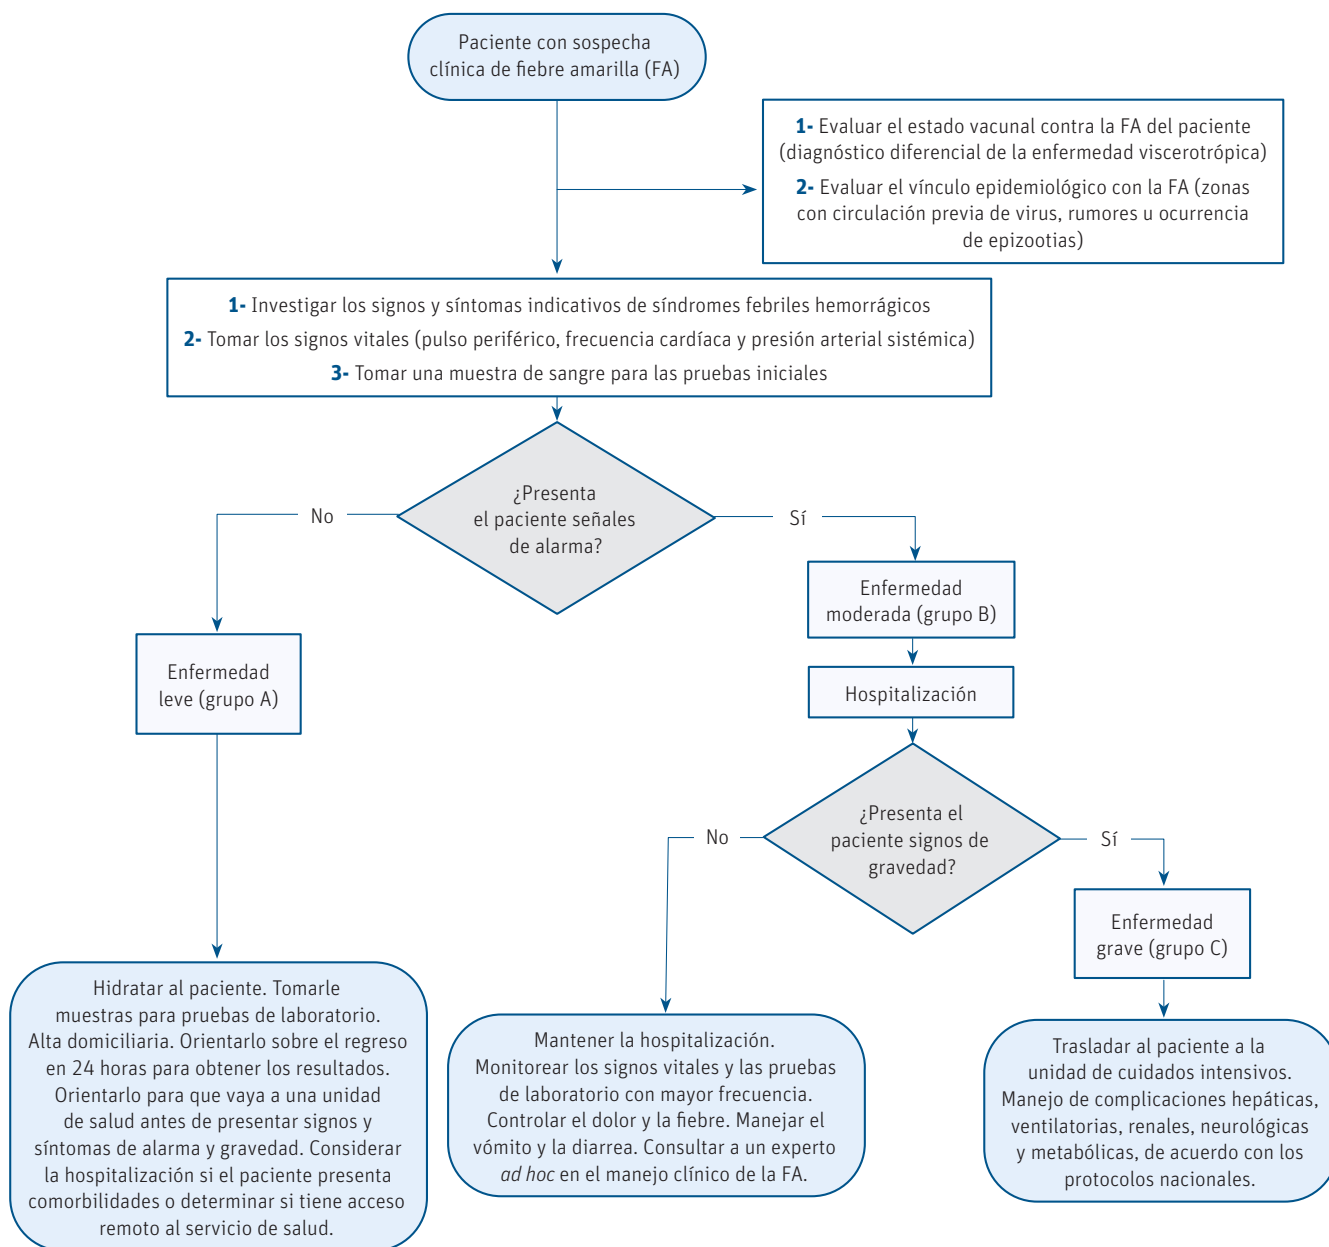 Paciente con sospecha
clínica de fiebre amarilla (FA)
1- Evaluar el estado vacunal contra la FA del paciente
(diagnóstico diferencial de la enfermedad viscerotrópica)
2- Evaluar el vínculo epidemiológico con la FA (zonas
con circulación previa de virus, rumores u ocurrencia
de epizootias)
1- Investigar los signos y síntomas indicativos de síndromes febriles hemorrágicos
2- Tomar los signos vitales (pulso periférico, frecuencia cardíaca y presión arterial sistémica)
3- Tomar una muestra de sangre para las pruebas iniciales
¿Presenta
el paciente señales
de alarma?
No
Sí
Enfermedad
moderada (grupo B)
Enfermedad
leve (grupo A)
Hospitalización
¿Presenta el
paciente signos de
gravedad?
No
Sí
Enfermedad
grave (grupo C)
Hidratar al paciente. Tomarle
muestras para pruebas de laboratorio.
Alta domiciliaria. Orientarlo sobre el regreso
en 24 horas para obtener los resultados.
Orientarlo para que vaya a una unidad
de salud antes de presentar signos y
síntomas de alarma y gravedad. Considerar
la hospitalización si el paciente presenta
comorbilidades o determinar si tiene acceso
remoto al servicio de salud.
Mantener la hospitalización.
Monitorear los signos vitales y las pruebas
de laboratorio con mayor frecuencia.
Controlar el dolor y la fiebre. Manejar el
vómito y la diarrea. Consultar a un experto
ad hoc en el manejo clínico de la FA.
Trasladar al paciente a la
unidad de cuidados intensivos.
Manejo de complicaciones hepáticas,
ventilatorias, renales, neurológicas
y metabólicas, de acuerdo con los
protocolos nacionales.